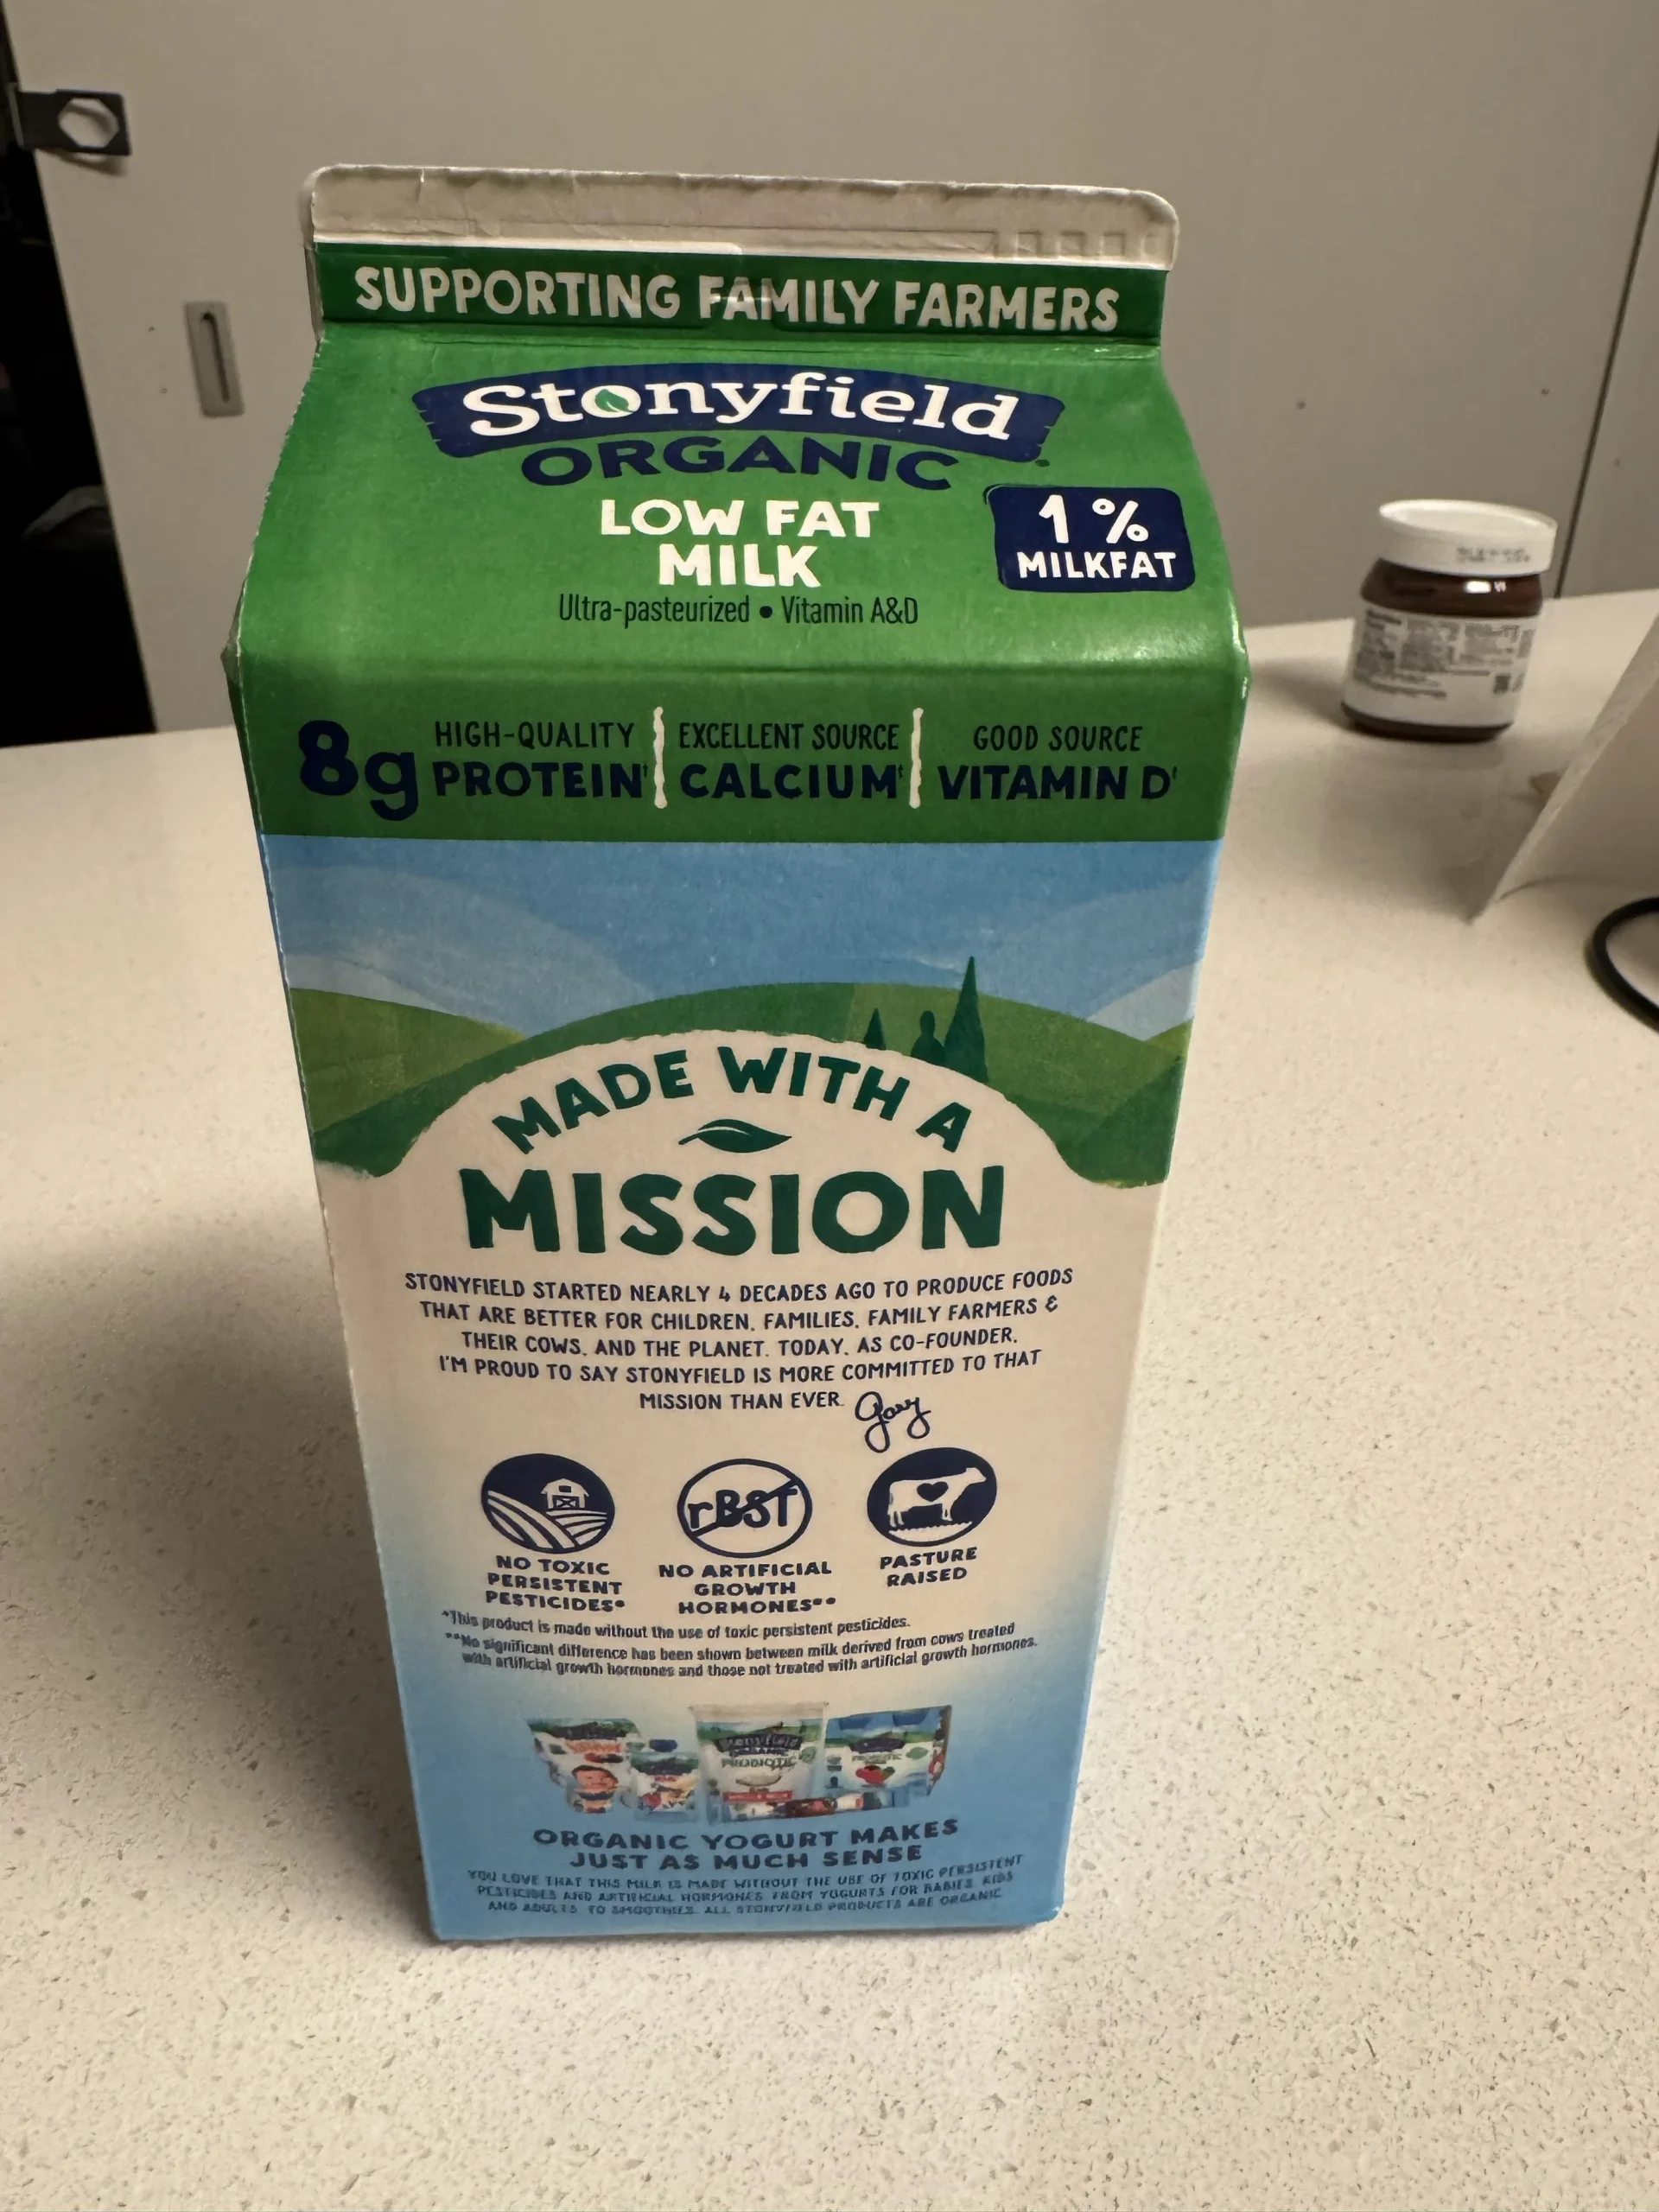 SUPPORTING FAMILY FARMERS
Stonyfield
ORGANIC
LOW FAT
MILK
1%
MILKFAT
Ultra-pasteurized • Vitamin A&D
8g HIGH-QUALITY PROTEIN†
EXCELLENT SOURCE CALCIUM†
GOOD SOURCE VITAMIN D†
MADE WITH A
MISSION
STONYFIELD STARTED NEARLY 4 DECADES AGO TO PRODUCE FOODS
THAT ARE BETTER FOR CHILDREN, FAMILIES, FAMILY FARMERS &
THEIR COWS, AND THE PLANET. TODAY, AS CO-FOUNDER,
I'M PROUD TO SAY STONYFIELD IS MORE COMMITTED TO THAT
MISSION THAN EVER. Gary
rBST
NO TOXIC
PERSISTENT
PESTICIDES*
NO ARTIFICIAL
GROWTH
HORMONES**
PASTURE
RAISED
*This product is made without the use of toxic persistent pesticides.
**No significant difference has been shown between milk derived from cows treated
with artificial growth hormones and those not treated with artificial growth hormones.
Stonyfield
ORGANIC
PROBIOTIC
ORGANIC YOGURT MAKES
JUST AS MUCH SENSE
YOU LOVE THAT THIS MILK IS MADE WITHOUT THE USE OF TOXIC PERSISTENT
PESTICIDES AND ARTIFICIAL HORMONES. FROM YOGURTS FOR BABIES, KIDS
AND ADULTS TO SMOOTHIES, ALL STONYFIELD PRODUCTS ARE ORGANIC.